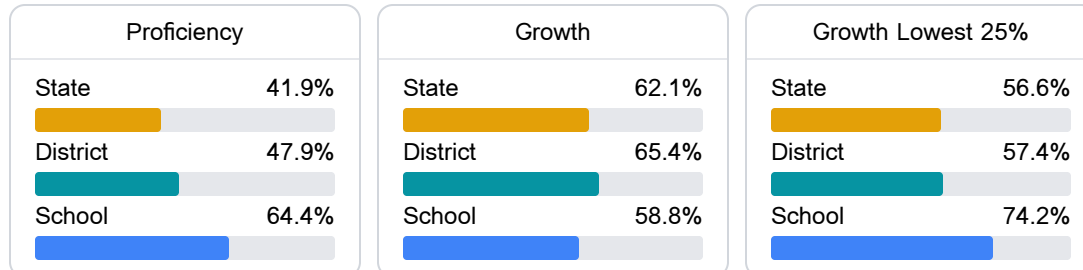 Proficiency
State 41.9%
District 47.9%
School 64.4%
Growth
State 62.1%
District 65.4%
School 58.8%
Growth Lowest 25%
State 56.6%
District 57.4%
School 74.2%